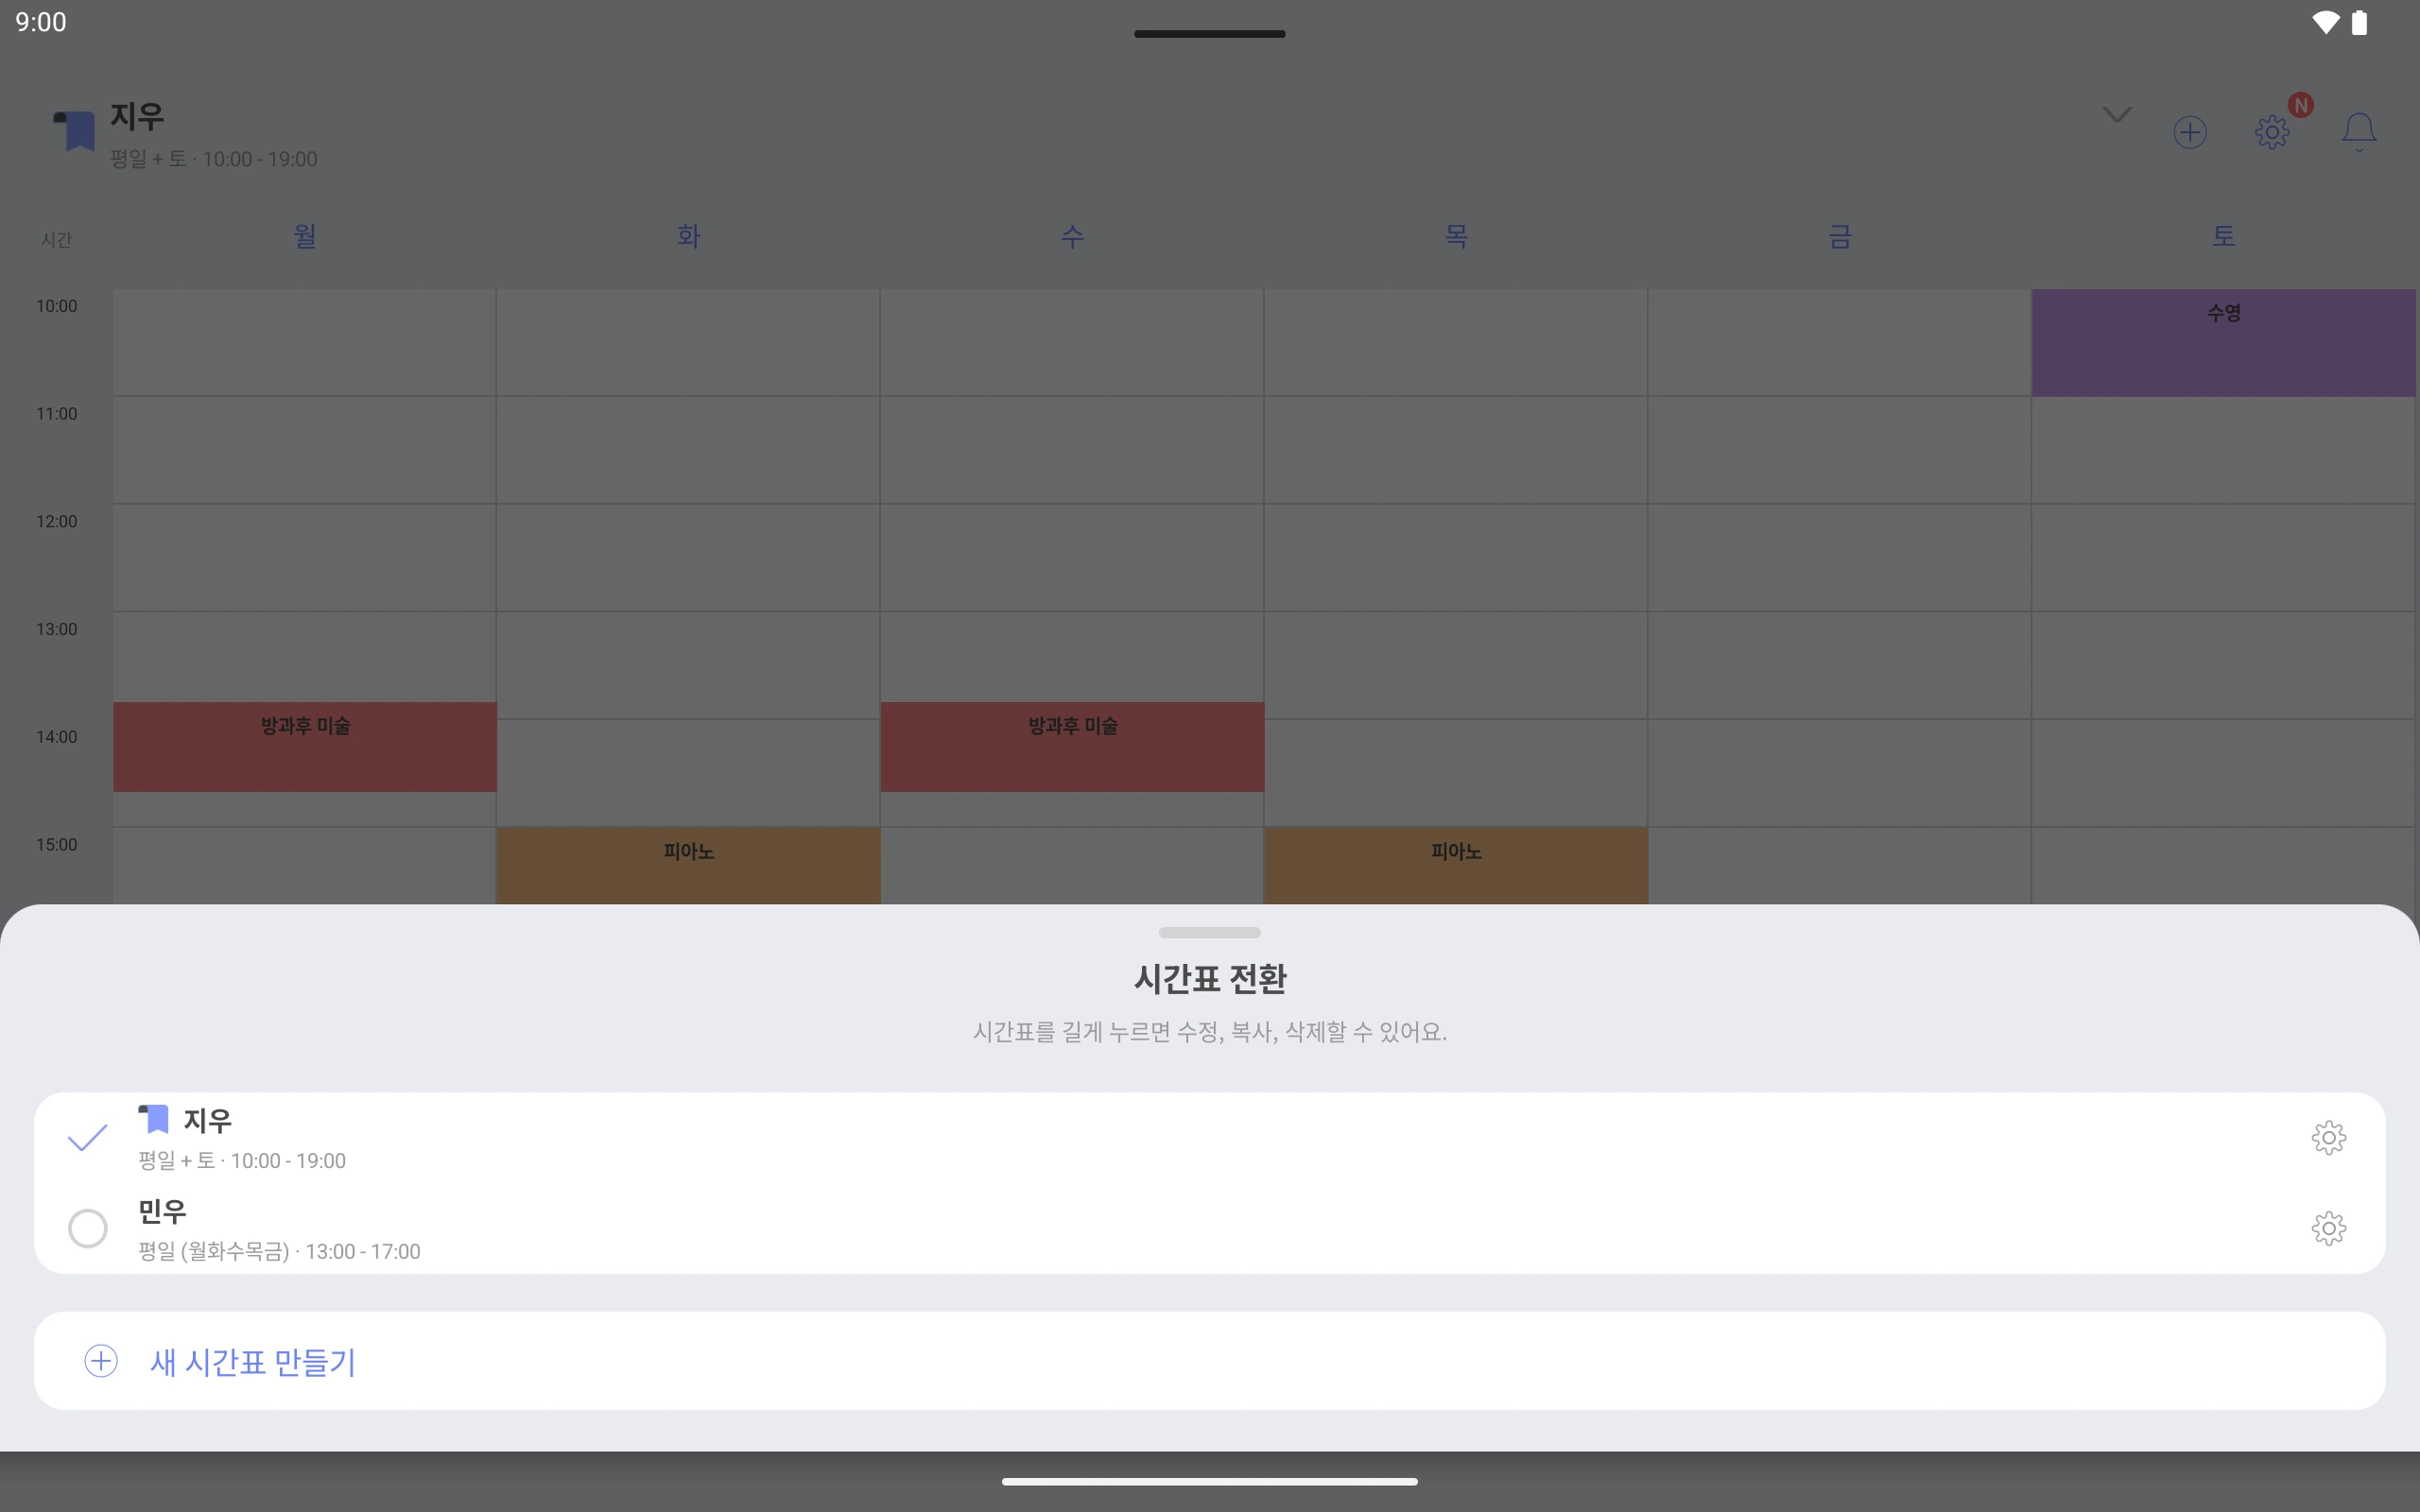 9:00
지우
N
평일 + 토 · 10:00 - 19:00
시간 월 화 수 목 금 토
10:00 수영
11:00
12:00
13:00
방과후 미술 방과후 미술
14:00
15:00 피아노 피아노
시간표 전환
시간표를 길게 누르면 수정, 복사, 삭제할 수 있어요.
지우
평일 + 토 · 10:00 - 19:00
민우
평일 (월화수목금) · 13:00 - 17:00
새 시간표 만들기